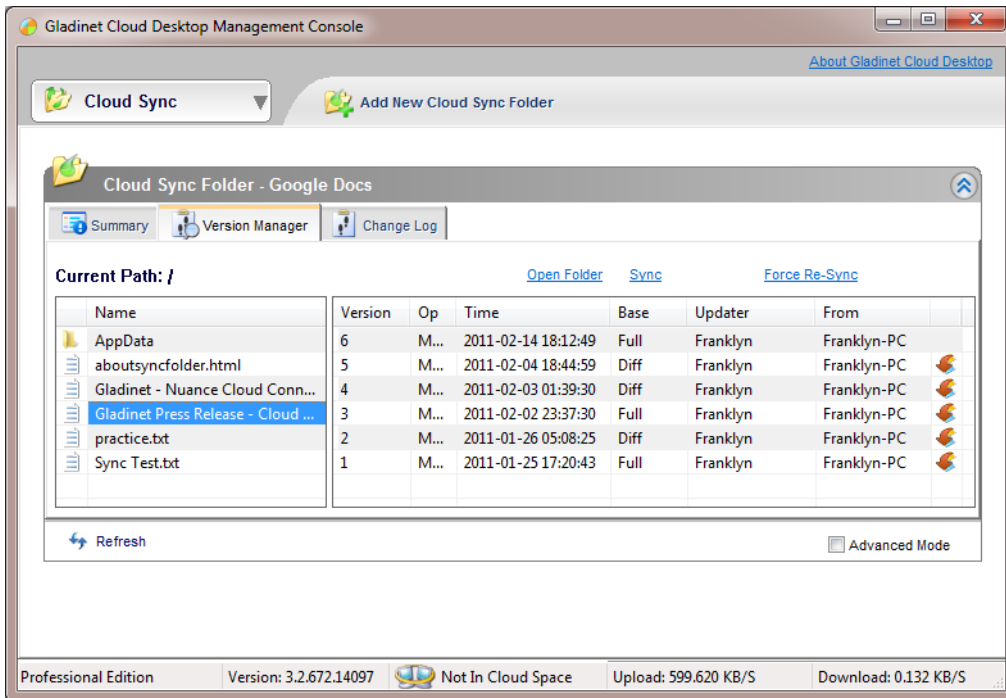 Gladinet Cloud Desktop Management Console
About Gladinet Cloud Desktop
Cloud Sync Add New Cloud Sync Folder
Cloud Sync Folder - Google Docs
Summary Version Manager Change Log
Current Path: / Open Folder Sync Force Re-Sync
Name Version Op Time Base Updater From
AppData 6 M... 2011-02-14 18:12:49 Full Franklyn Franklyn-PC
aboutsyncfolder.html 5 M... 2011-02-04 18:44:59 Diff Franklyn Franklyn-PC
Gladinet - Nuance Cloud Conn... 4 M... 2011-02-03 01:39:30 Diff Franklyn Franklyn-PC
Gladinet Press Release - Cloud ... 3 M... 2011-02-02 23:37:30 Full Franklyn Franklyn-PC
practice.txt 2 M... 2011-01-26 05:08:25 Diff Franklyn Franklyn-PC
Sync Test.txt 1 M... 2011-01-25 17:20:43 Full Franklyn Franklyn-PC
Refresh Advanced Mode
Professional Edition Version: 3.2.672.14097 Not In Cloud Space Upload: 599.620 KB/S Download: 0.132 KB/S